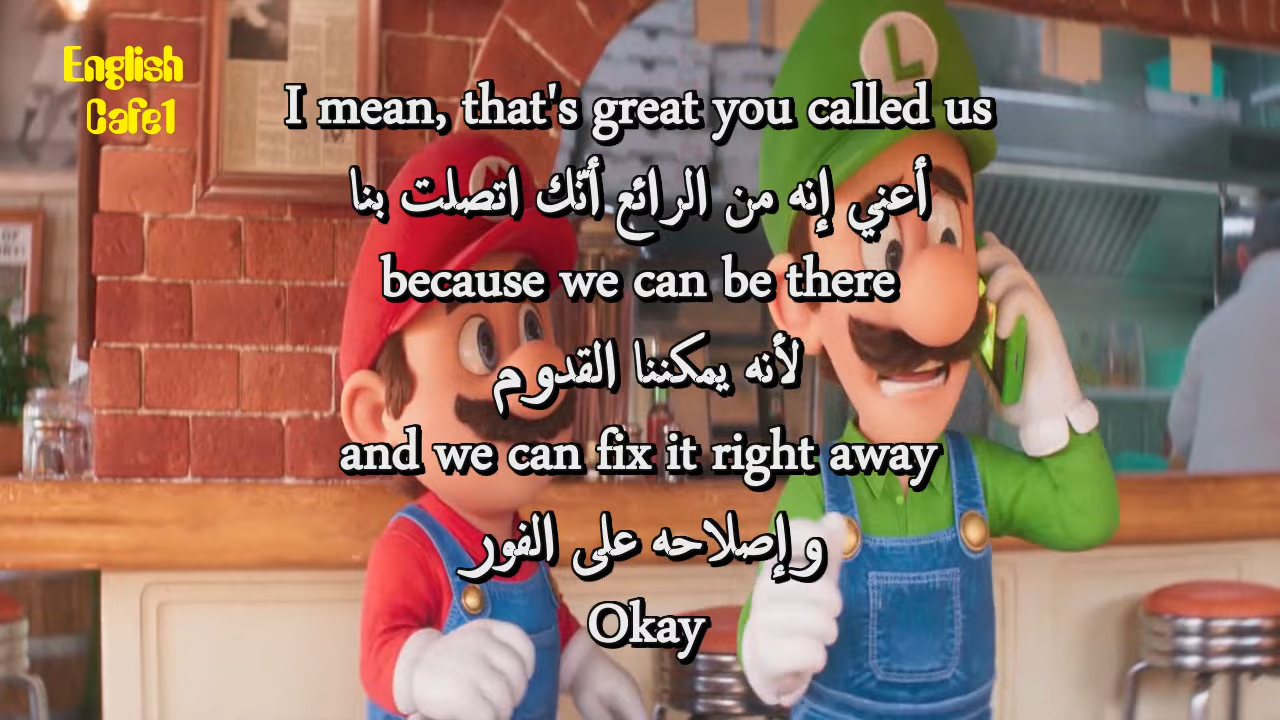 English
Cafe1
I mean, that's great you called us
أعني إنه من الرائع أنّك اتصلت بنا
because we can be there
لأنه يمكننا القدوم
and we can fix it right away
وإصلاحه على الفور
Okay
L
M